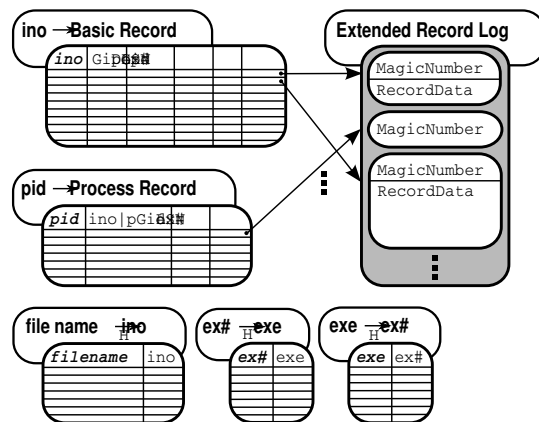 ino → Basic Record
ino
Extended Record Log
MagicNumber
RecordData
MagicNumber
MagicNumber
RecordData
pid → Process Record
pid ino|pGid
file name →H ino
filename ino
ex# →H exe
ex# exe
exe →H ex#
exe ex#